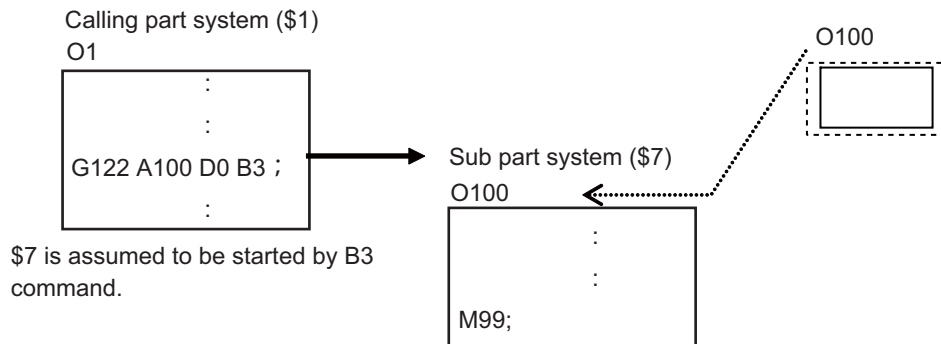 Calling part system ($1)
O1
:
:
G122 A100 D0 B3 ;
:
$7 is assumed to be started by B3
command.
Sub part system ($7)
O100
:
:
M99;
O100